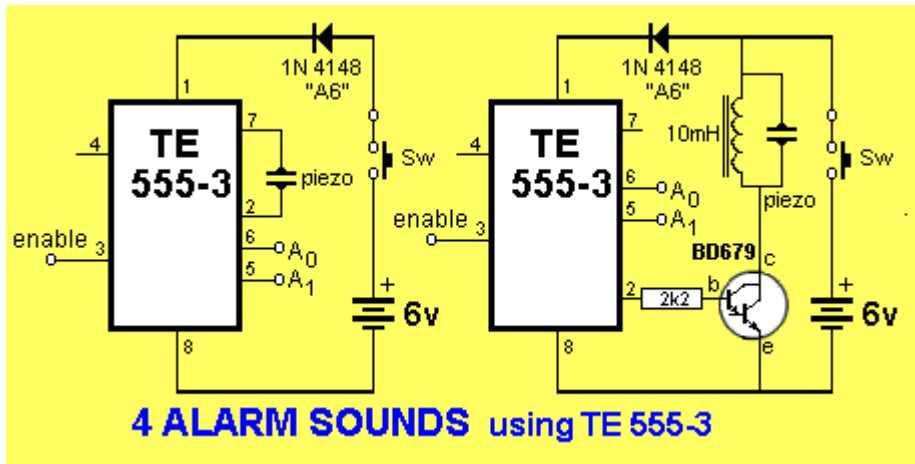 1N 4148
"A6"
1
4
TE
555-3
7
piezo
2
enable
3
6
A0
5
A1
8
Sw
+
6v
1N 4148
"A6"
1
4
TE
555-3
7
6
A0
5
A1
enable
3
2
2k2
8
10mH
piezo
BD679
c
b
e
Sw
+
6v
4 ALARM SOUNDS using TE 555-3